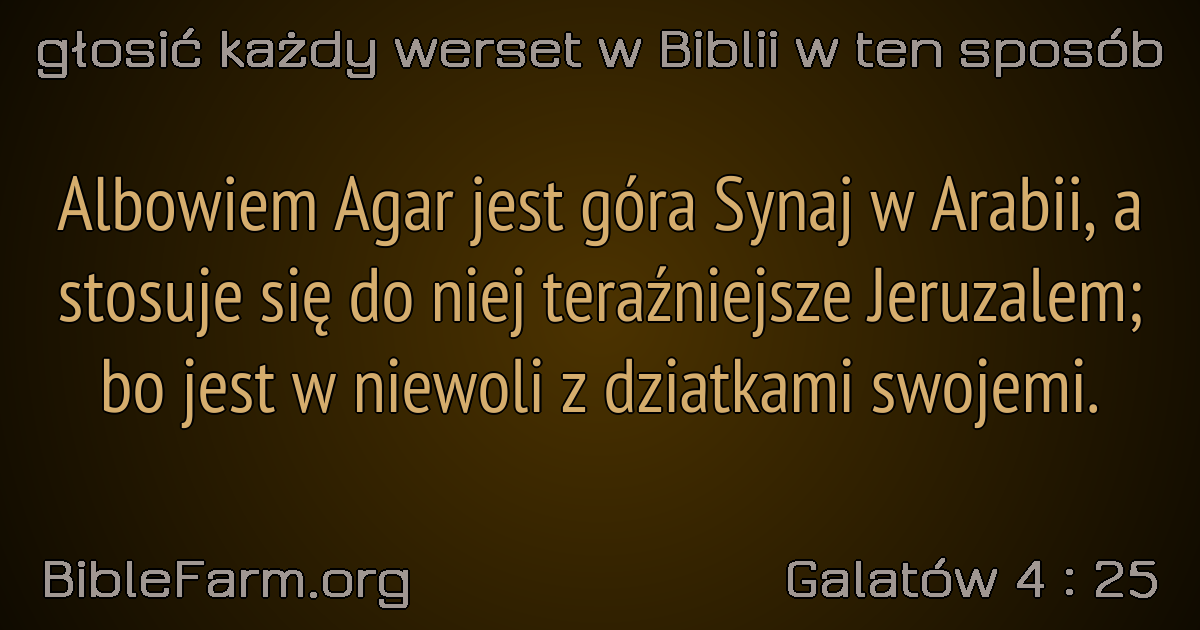 głosić każdy werset w Biblii w ten sposób
Albowiem Agar jest góra Synaj w Arabii, a
stosuje się do niej teraźniejsze Jeruzalem;
bo jest w niewoli z dziatkami swojemi.
BibleFarm.org
Galatów 4 : 25